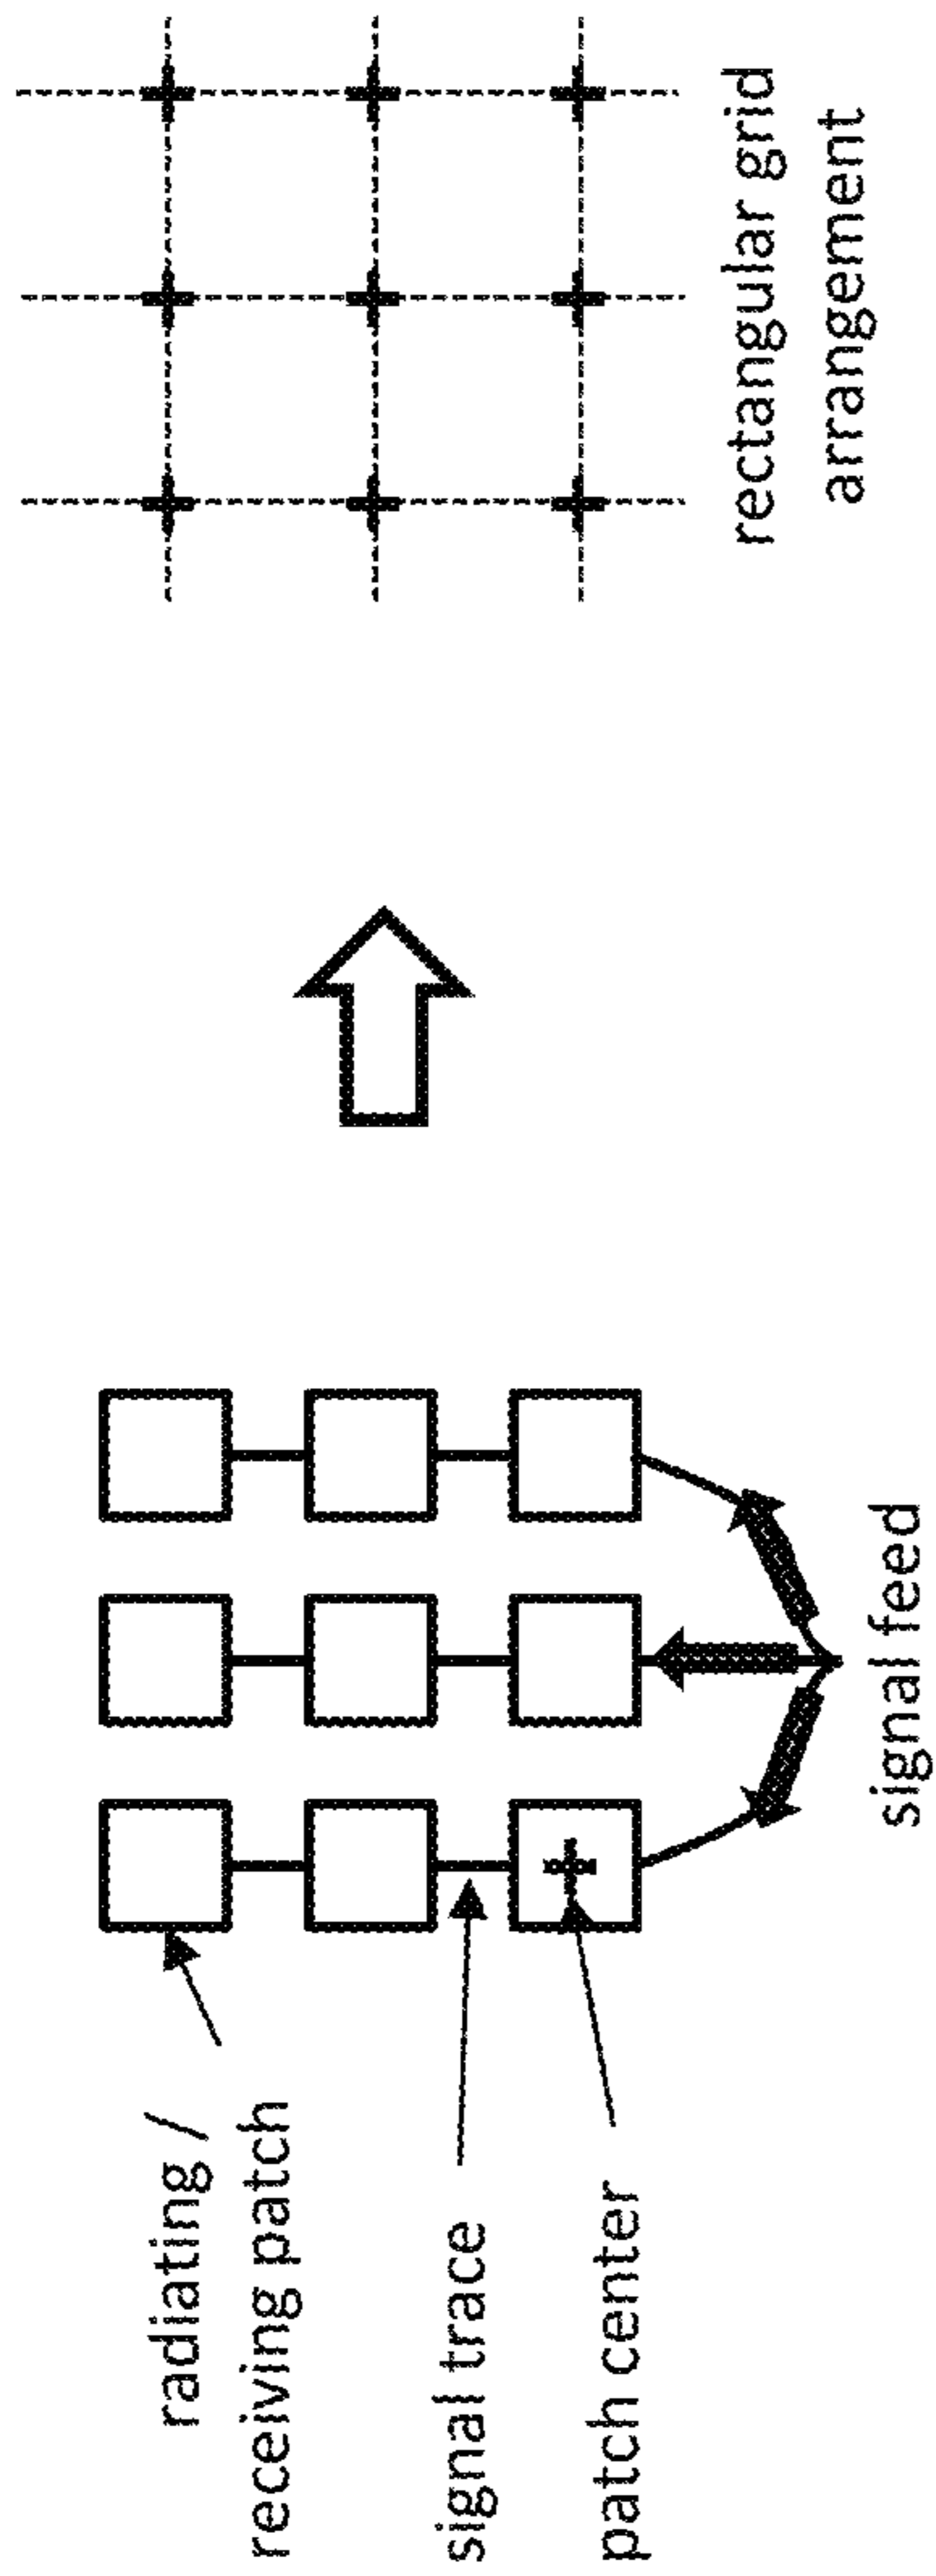 radiating /
receiving patch
signal trace
patch center
signal feed
rectangular grid
arrangement